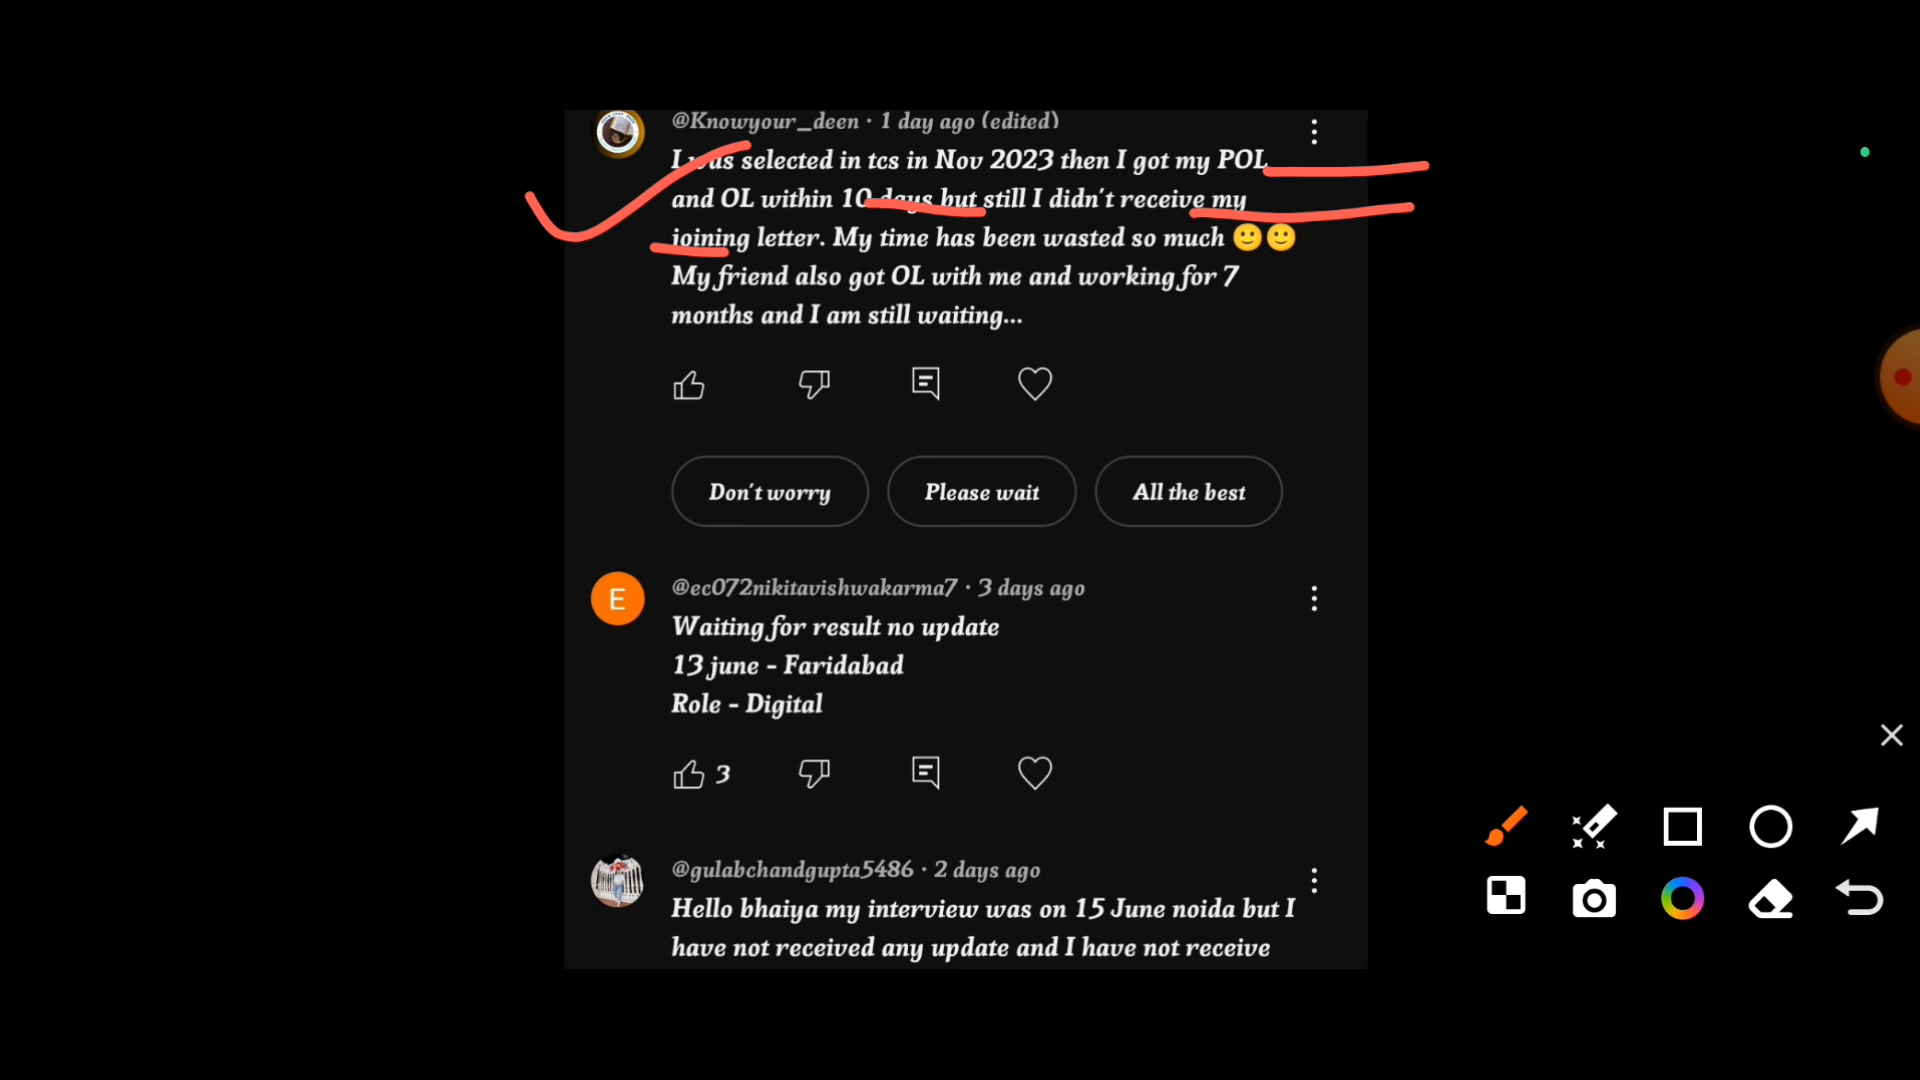 @Knowyour_deen · 1 day ago (edited)
I was selected in tcs in Nov 2023 then I got my POL
and OL within 10 days but still I didn't receive my
joining letter. My time has been wasted so much 🙂🙂
My friend also got OL with me and working for 7
months and I am still waiting...
Don't worry
Please wait
All the best
E
@ec072nikitavishwakarma7 · 3 days ago
Waiting for result no update
13 june - Faridabad
Role - Digital
3
@gulabchandgupta5486 · 2 days ago
Hello bhaiya my interview was on 15 June noida but I
have not received any update and I have not receive